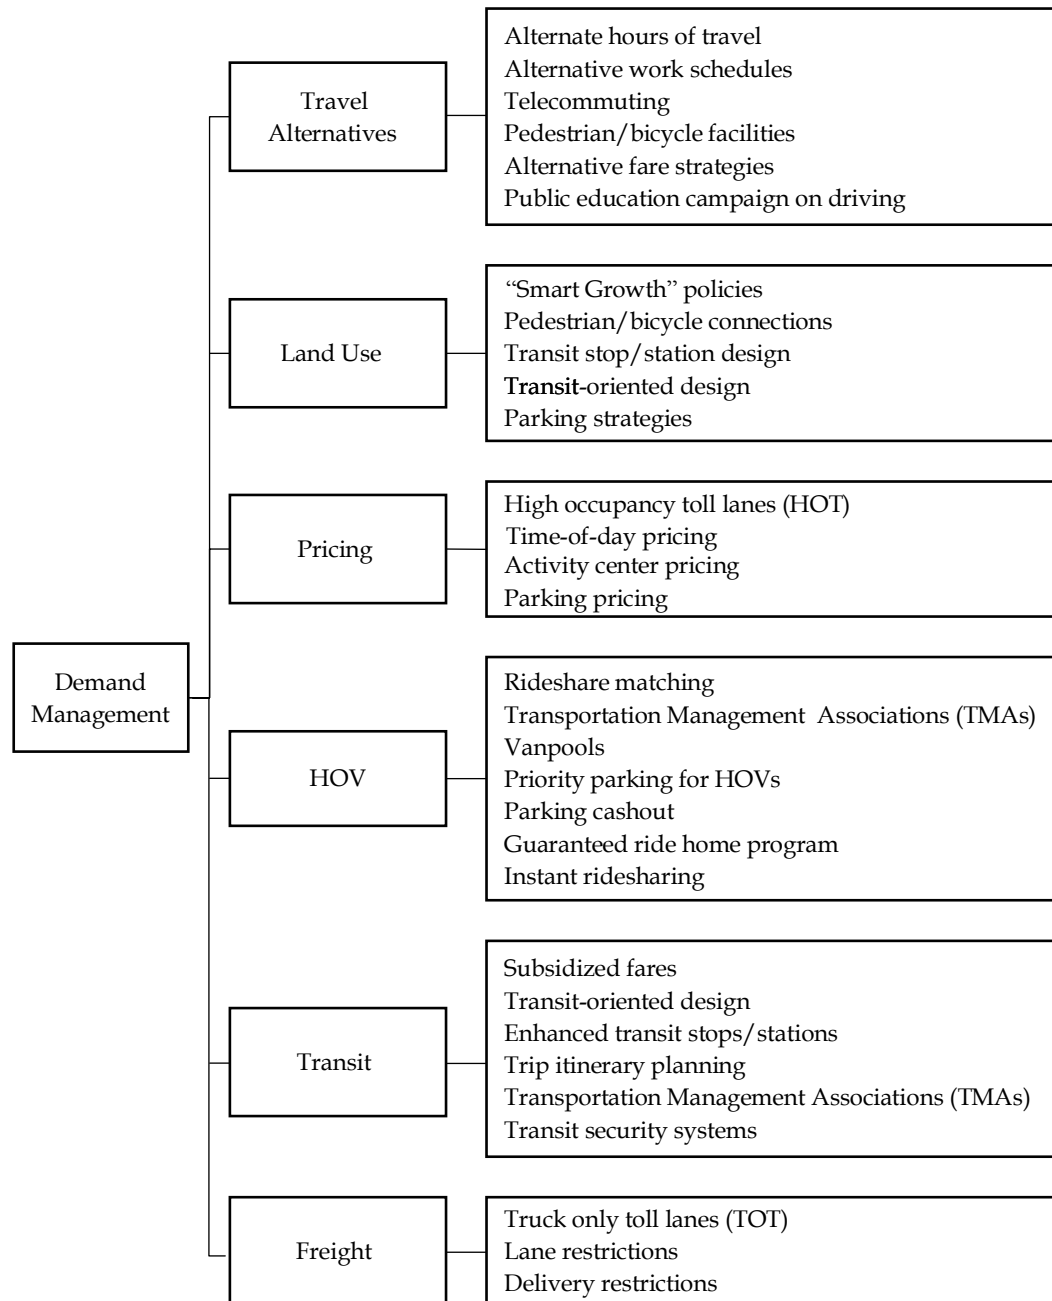 Demand
Management
Travel
Alternatives
Alternate hours of travel
Alternative work schedules
Telecommuting
Pedestrian/bicycle facilities
Alternative fare strategies
Public education campaign on driving
Land Use
“Smart Growth” policies
Pedestrian/bicycle connections
Transit stop/station design
Transit-oriented design
Parking strategies
Pricing
High occupancy toll lanes (HOT)
Time-of-day pricing
Activity center pricing
Parking pricing
HOV
Rideshare matching
Transportation Management Associations (TMAs)
Vanpools
Priority parking for HOVs
Parking cashout
Guaranteed ride home program
Instant ridesharing
Transit
Subsidized fares
Transit-oriented design
Enhanced transit stops/stations
Trip itinerary planning
Transportation Management Associations (TMAs)
Transit security systems
Freight
Truck only toll lanes (TOT)
Lane restrictions
Delivery restrictions